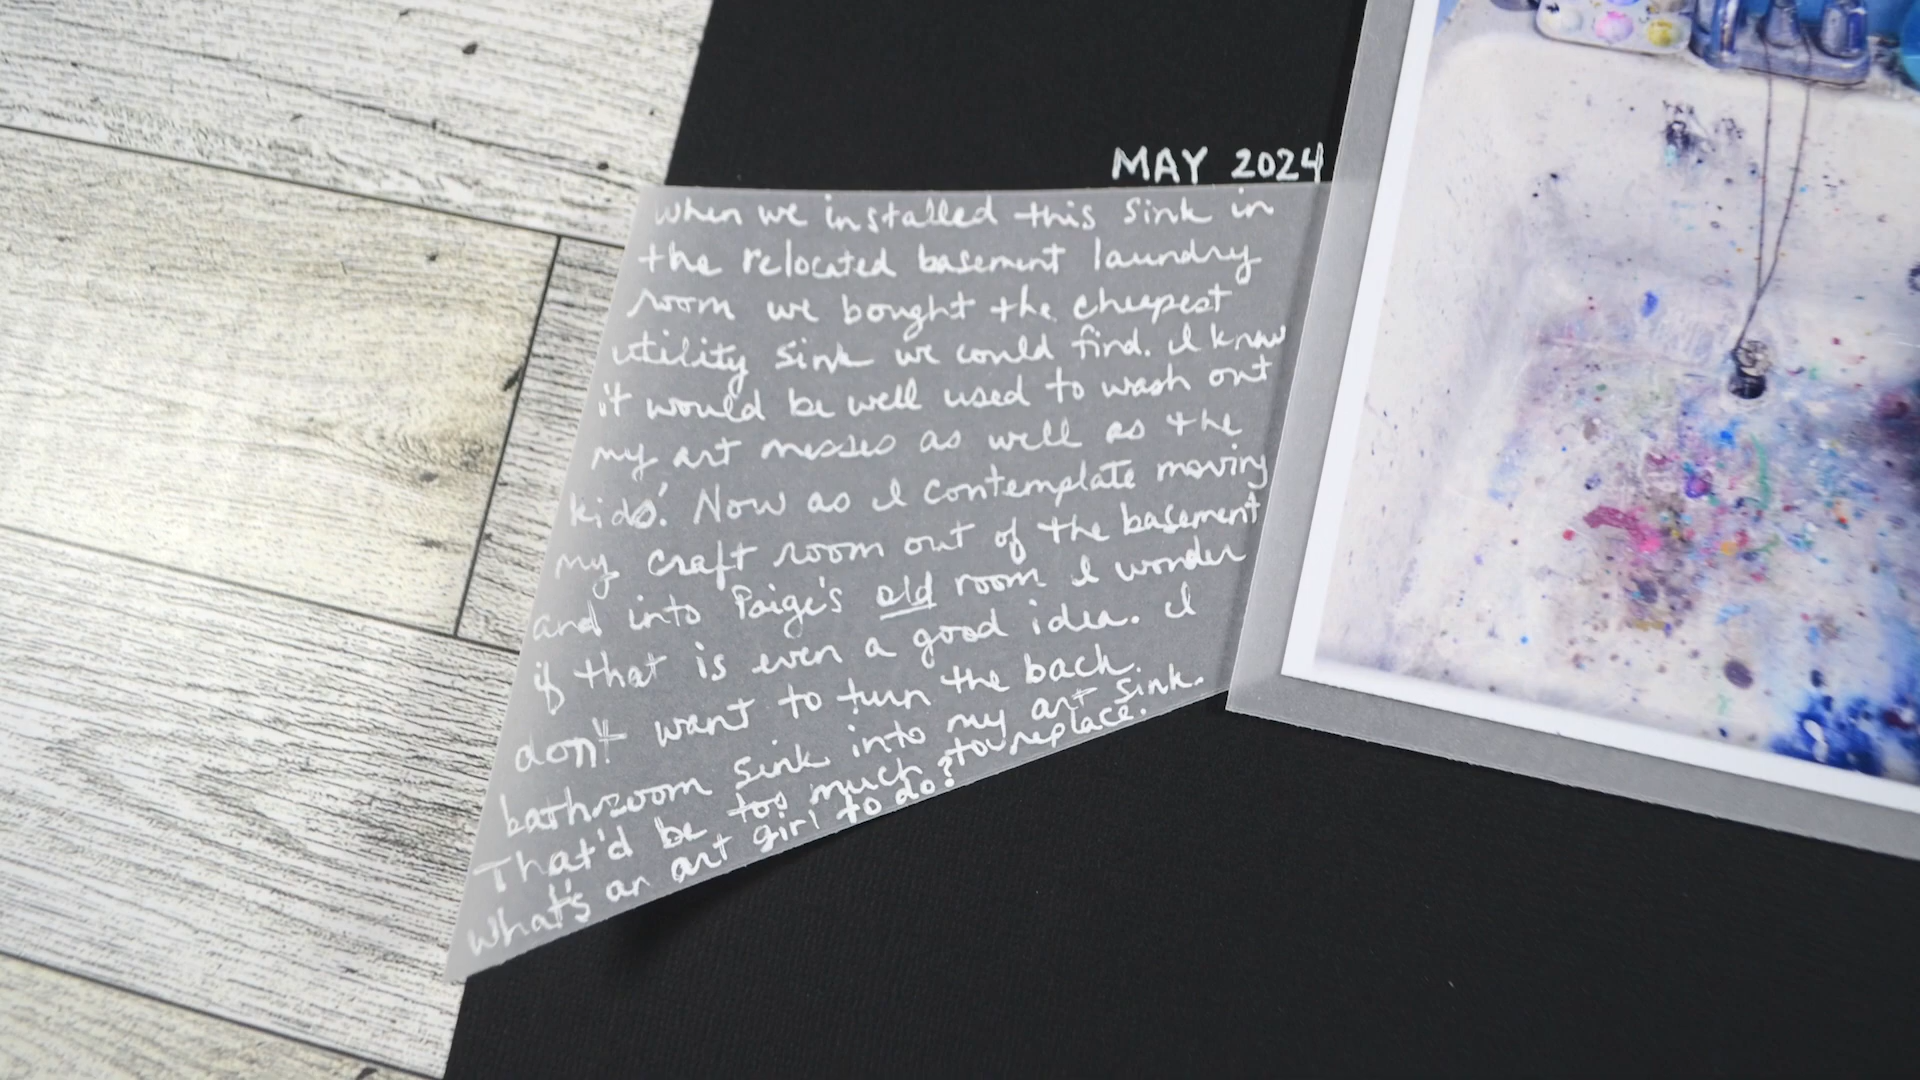 MAY 2024
When we installed this sink in
the relocated basement laundry
room we bought the cheapest
utility sink we could find. I knew
it would be well used to wash out
my art messes as well as the
kids'. Now as I contemplate moving
my craft room out of the basement
and into Paige's old room I wonder
if that is even a good idea. I
don't want to turn the back
bathroom sink into my art sink.
That'd be too much to replace.
What's an art girl to do?